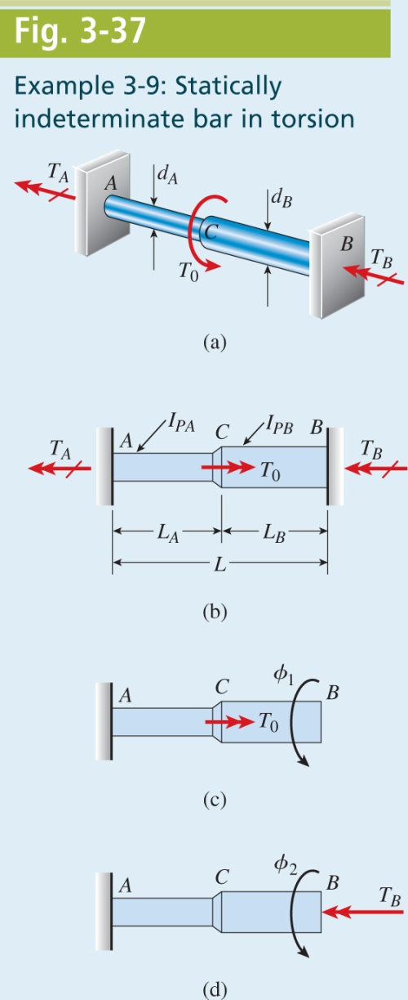 Fig. 3-37
Example 3-9: Statically
indeterminate bar in torsion
T_A
A
d_A
d_B
C
T_0
B
T_B
(a)
I_PA
C
I_PB
B
T_A
A
T_0
T_B
L_A
L_B
L
(b)
ϕ_1
A
C
B
T_0
(c)
ϕ_2
A
C
B
T_B
(d)